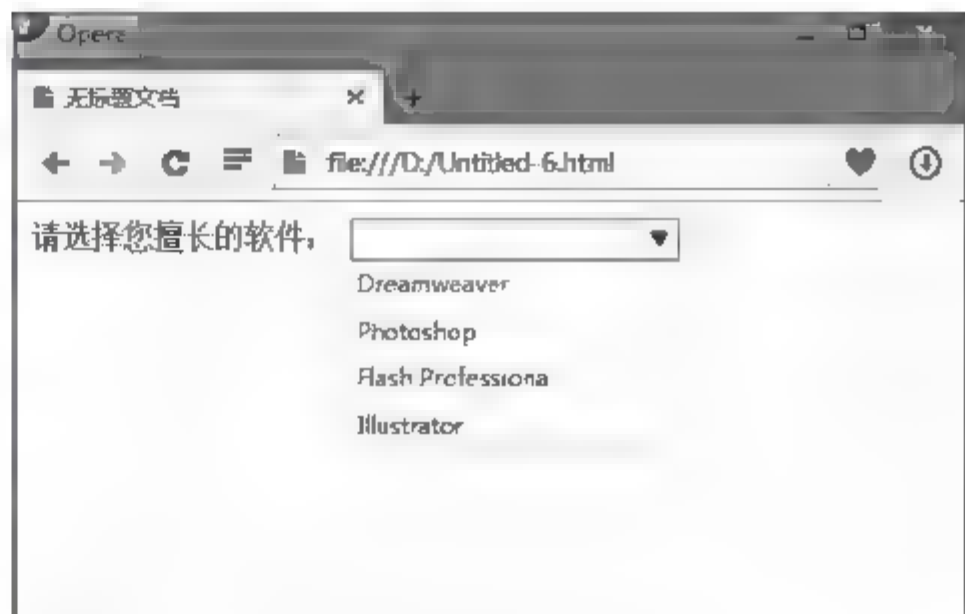 Opera
无标题文档
file:///D:/Untitled-6.html
请选择您擅长的软件：
Dreamweaver
Photoshop
Flash Professiona
Illustrator